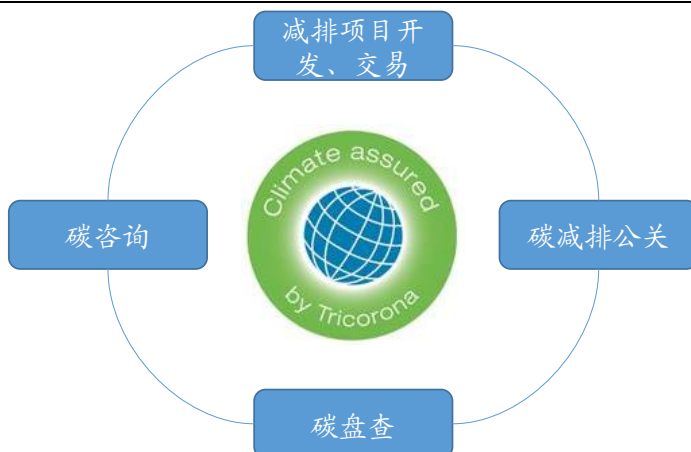 减排项目开
发、交易
Climate assured
碳咨询
碳减排公关
by Tricorona
碳盘查